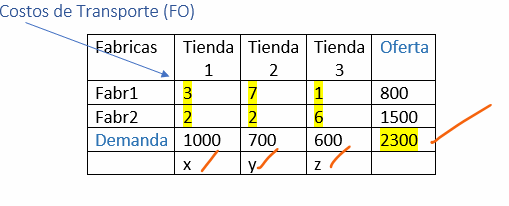 Costos de Transporte (FO)
Fabricas Tienda 1 Tienda 2 Tienda 3 Oferta
Fabr1 3 7 1 800
Fabr2 2 2 6 1500
Demanda 1000 700 600 2300
x y z